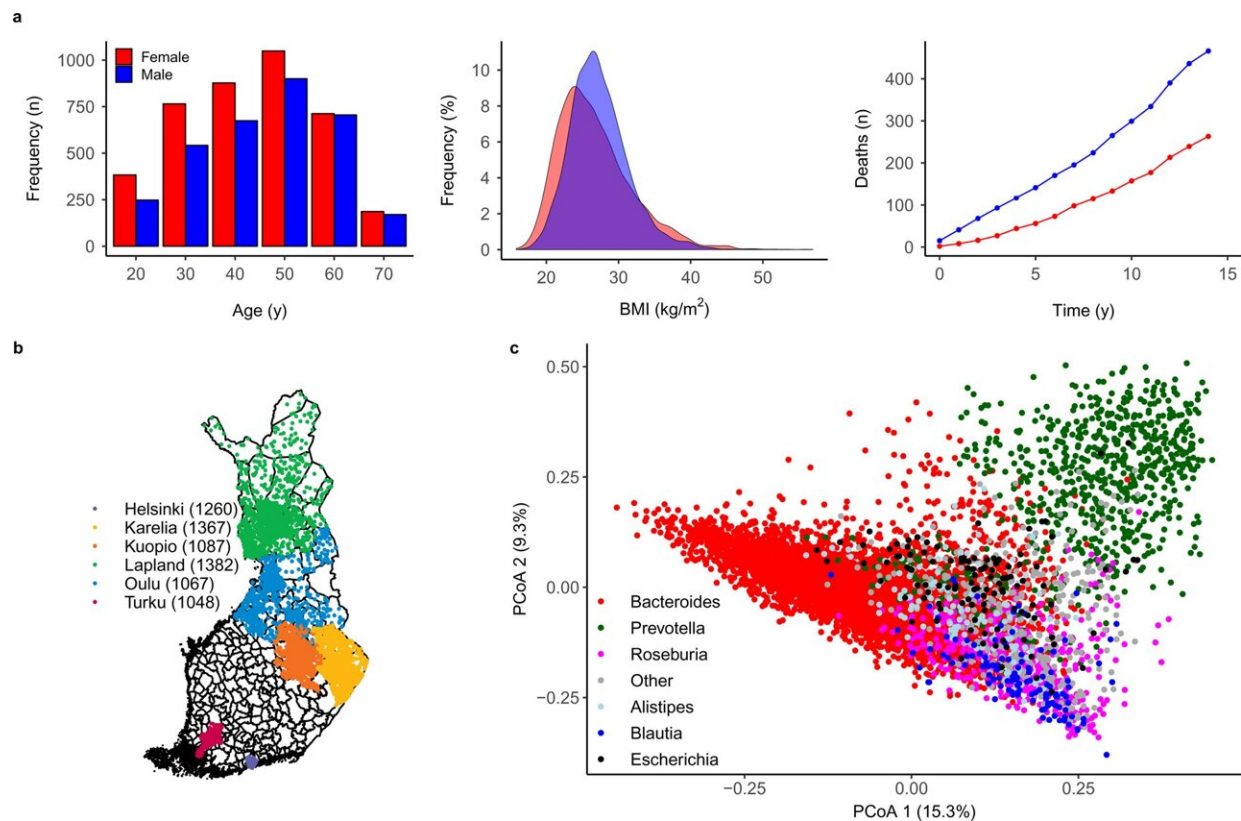 a
1000
750
500
250
0
Frequency (n)
Female
Male
20 30 40 50 60 70
Age (y)
10
8
6
4
2
0
Frequency (%)
20 30 40 50
BMI (kg/m²)
400
300
200
100
0
Deaths (n)
0 5 10 15
Time (y)
b
Helsinki (1260)
Karelia (1367)
Kuopio (1087)
Lapland (1382)
Oulu (1067)
Turku (1048)
c
0.50
0.25
0.00
−0.25
PCoA 2 (9.3%)
Bacteroides
Prevotella
Roseburia
Other
Alistipes
Blautia
Escherichia
−0.25 0.00 0.25
PCoA 1 (15.3%)